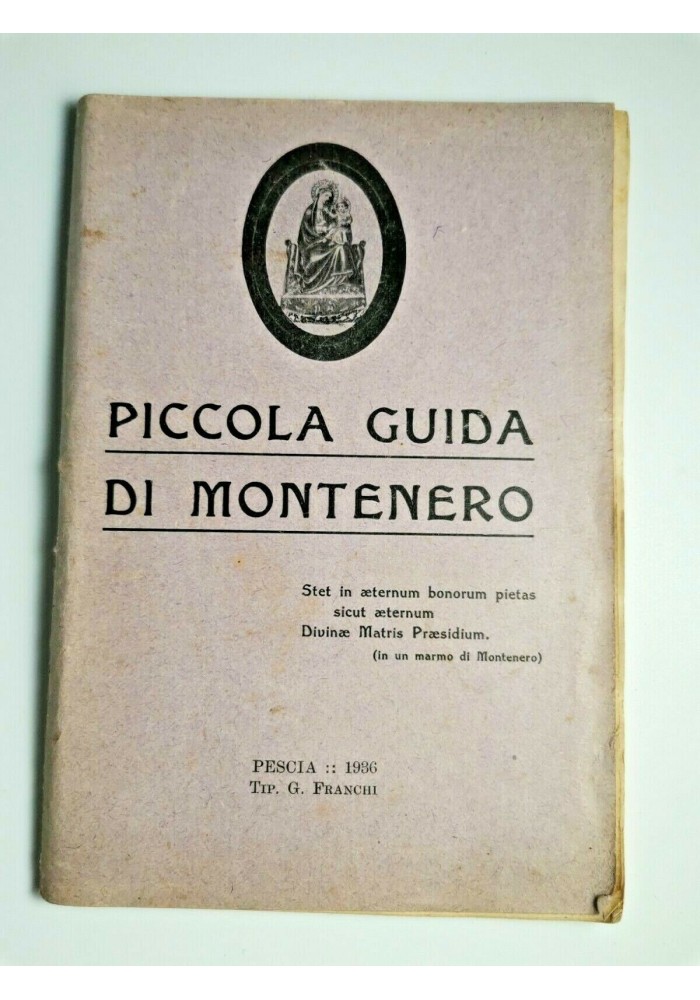 PICCOLA GUIDA
DI MONTENERO
Stet in æternum bonorum pietas
sicut æternum
Divinæ Matris Præsidium.
(in un marmo di Montenero)
PESCIA :: 1936
Tip. G. Franchi